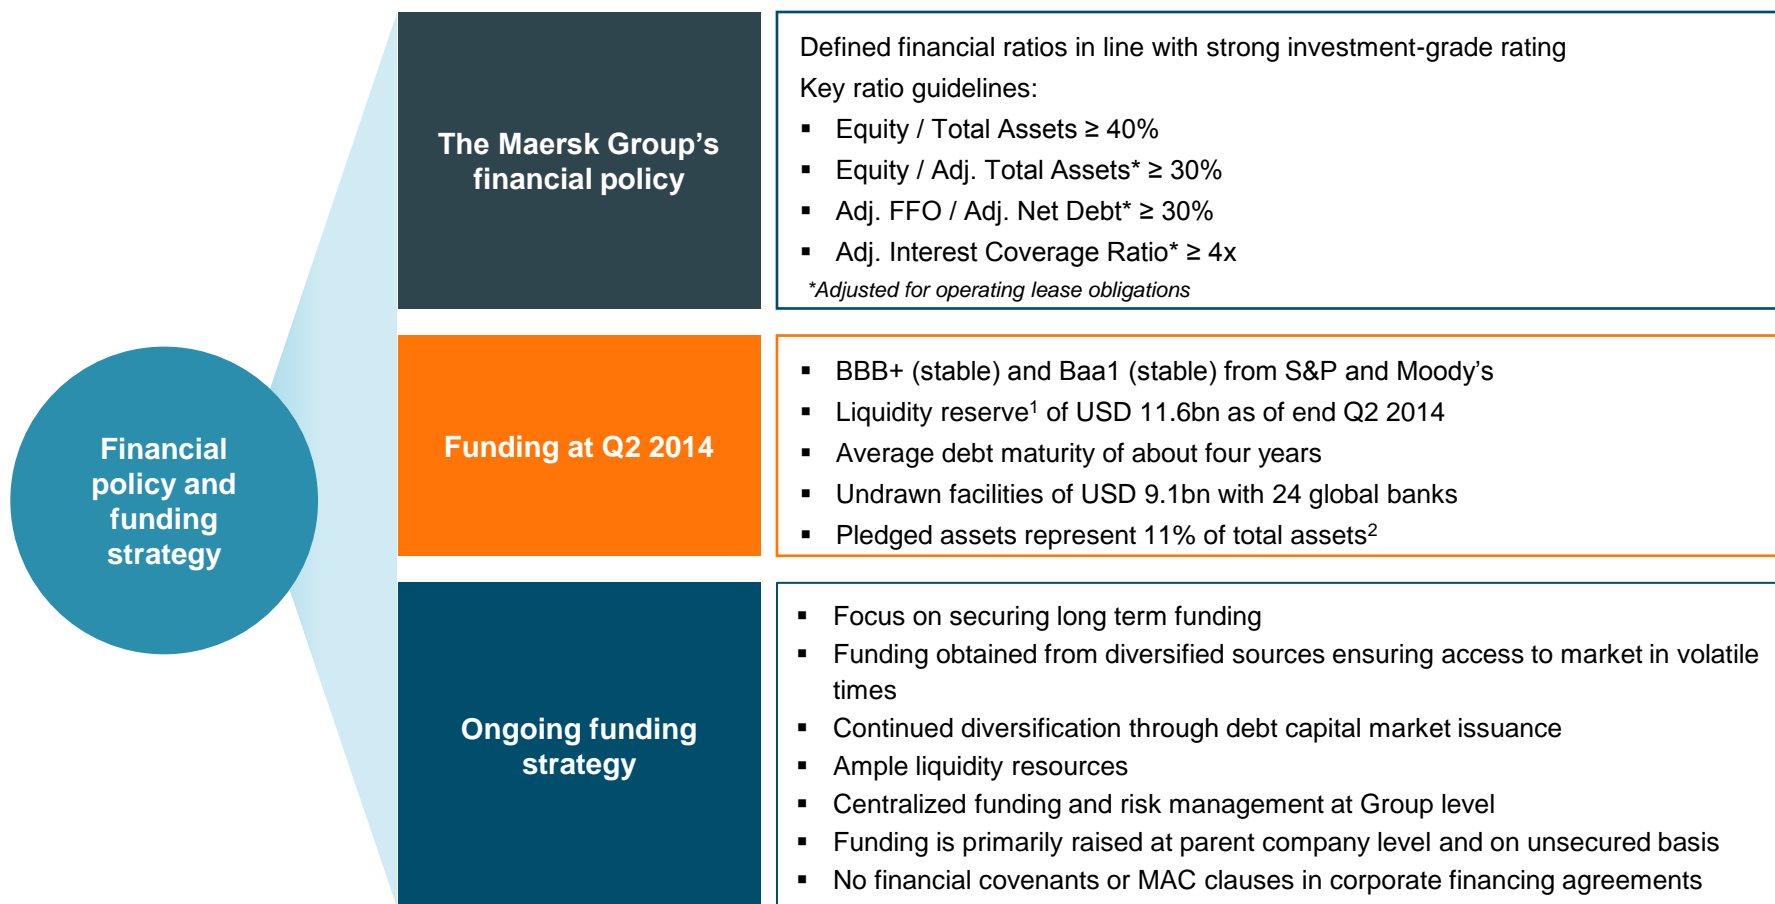 Financial
policy and
funding
strategy
The Maersk Group’s
financial policy
Defined financial ratios in line with strong investment-grade rating
Key ratio guidelines:
▪ Equity / Total Assets ≥ 40%
▪ Equity / Adj. Total Assets* ≥ 30%
▪ Adj. FFO / Adj. Net Debt* ≥ 30%
▪ Adj. Interest Coverage Ratio* ≥ 4x
*Adjusted for operating lease obligations
Funding at Q2 2014
▪ BBB+ (stable) and Baa1 (stable) from S&P and Moody’s
▪ Liquidity reserve¹ of USD 11.6bn as of end Q2 2014
▪ Average debt maturity of about four years
▪ Undrawn facilities of USD 9.1bn with 24 global banks
▪ Pledged assets represent 11% of total assets²
Ongoing funding
strategy
▪ Focus on securing long term funding
▪ Funding obtained from diversified sources ensuring access to market in volatile
times
▪ Continued diversification through debt capital market issuance
▪ Ample liquidity resources
▪ Centralized funding and risk management at Group level
▪ Funding is primarily raised at parent company level and on unsecured basis
▪ No financial covenants or MAC clauses in corporate financing agreements